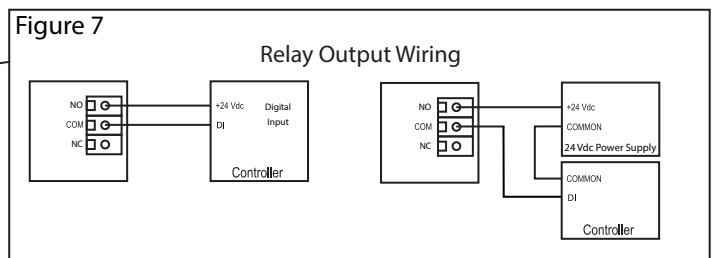 Figure 7
Relay Output Wiring
NO
COM
NC
+24 Vdc
Digital
Input
DI
Controller
NO
COM
NC
+24 Vdc
COMMON
24 Vdc Power Supply
COMMON
DI
Controller